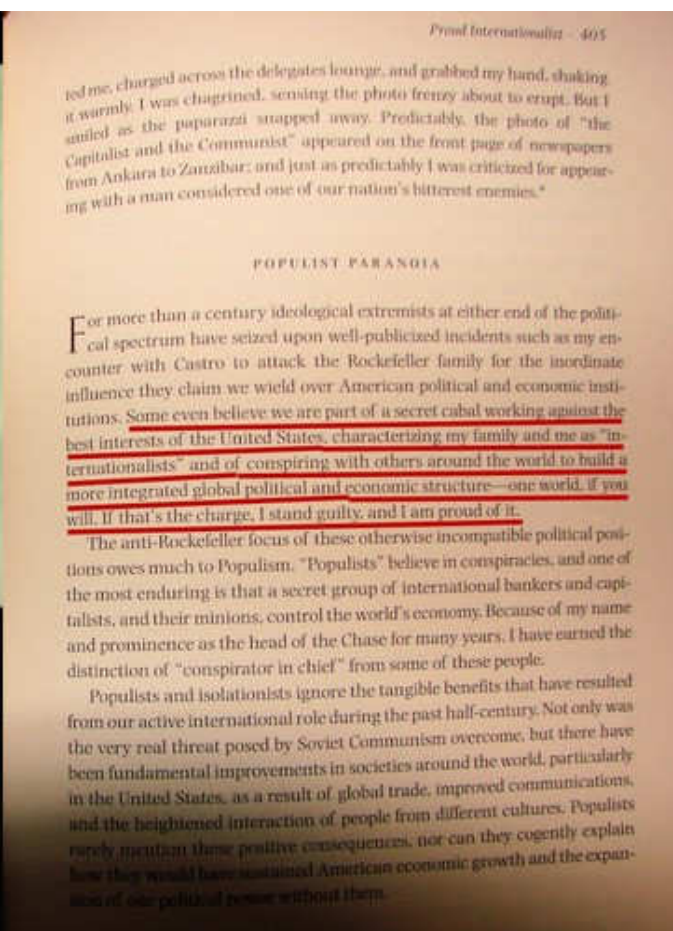 Proud Internationalist - 405
ted me, charged across the delegates lounge, and grabbed my hand, shaking
it warmly. I was chagrined, sensing the photo frenzy about to erupt. But I
smiled as the paparazzi snapped away. Predictably, the photo of "the
Capitalist and the Communist" appeared on the front page of newspapers
from Ankara to Zanzibar; and just as predictably I was criticized for appear-
ing with a man considered one of our nation's bitterest enemies.*
POPULIST PARANOIA
For more than a century ideological extremists at either end of the politi-
cal spectrum have seized upon well-publicized incidents such as my en-
counter with Castro to attack the Rockefeller family for the inordinate
influence they claim we wield over American political and economic insti-
tutions. Some even believe we are part of a secret cabal working against the
best interests of the United States, characterizing my family and me as "in-
ternationalists" and of conspiring with others around the world to build a
more integrated global political and economic structure—one world, if you
will. If that's the charge, I stand guilty, and I am proud of it.
The anti-Rockefeller focus of these otherwise incompatible political posi-
tions owes much to Populism. "Populists" believe in conspiracies, and one of
the most enduring is that a secret group of international bankers and capi-
talists, and their minions, control the world's economy. Because of my name
and prominence as the head of the Chase for many years, I have earned the
distinction of "conspirator in chief" from some of these people.
Populists and isolationists ignore the tangible benefits that have resulted
from our active international role during the past half-century. Not only was
the very real threat posed by Soviet Communism overcome, but there have
been fundamental improvements in societies around the world, particularly
in the United States, as a result of global trade, improved communications,
and the heightened interaction of people from different cultures. Populists
rarely mention these positive consequences, nor can they cogently explain
how they would have sustained American economic growth and the expan-
sion of our political power without them.